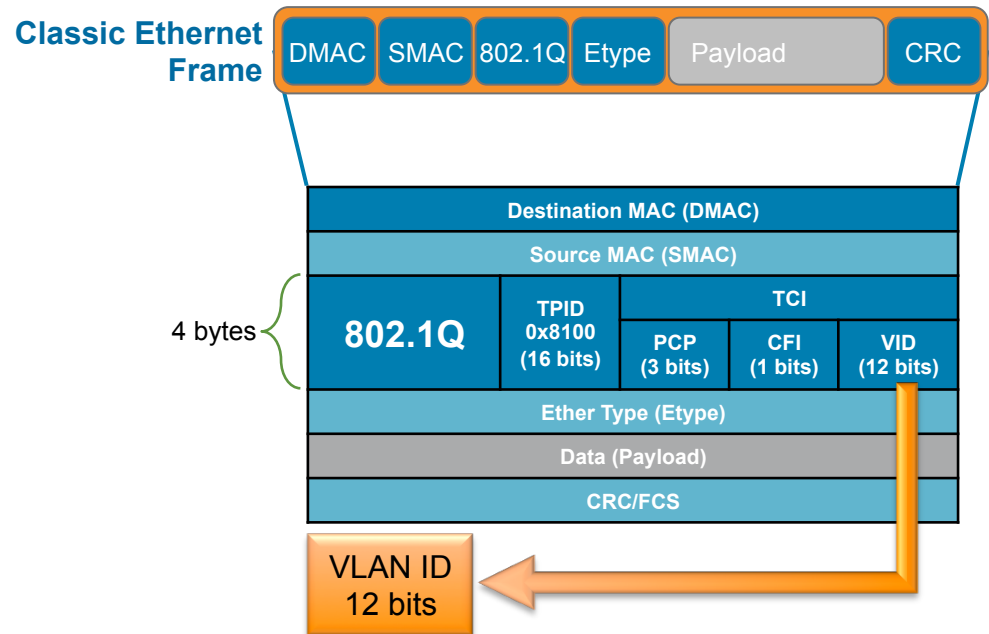 Classic Ethernet
Frame
DMAC SMAC 802.1Q Etype Payload CRC
Destination MAC (DMAC)
Source MAC (SMAC)
4 bytes
802.1Q
TPID
0x8100
(16 bits)
TCI
PCP
(3 bits)
CFI
(1 bits)
VID
(12 bits)
Ether Type (Etype)
Data (Payload)
CRC/FCS
VLAN ID
12 bits